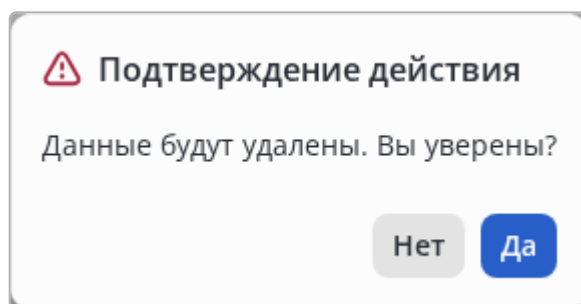 Подтверждение действия
Данные будут удалены. Вы уверены?
Нет Да